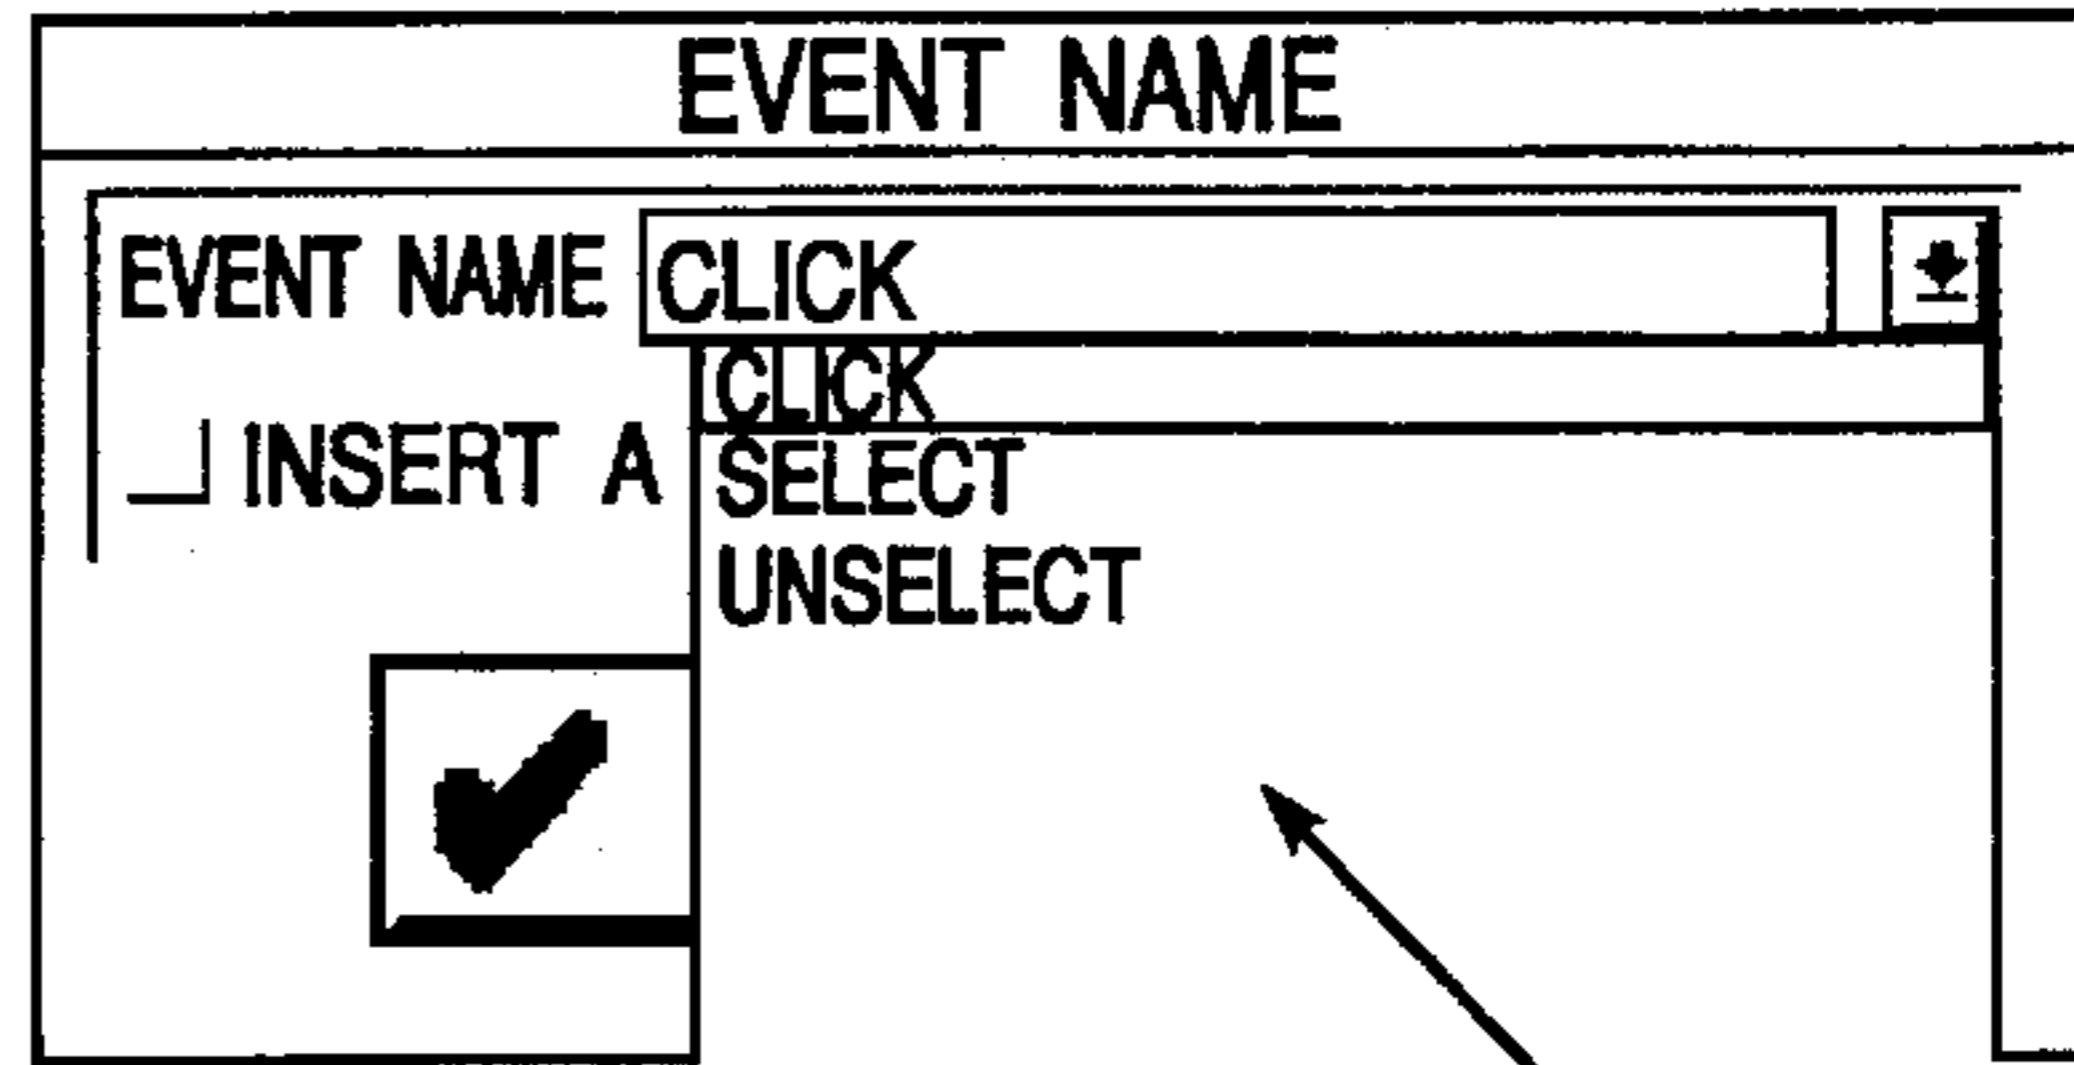 EVENT NAME
EVENT NAME CLICK
CLICK
INSERT A
SELECT
UNSELECT